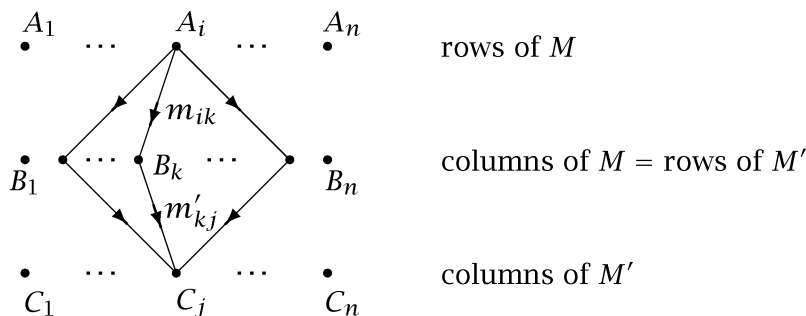 A₁ ··· Aᵢ ··· Aₙ rows of M
mᵢₖ
B₁ ··· Bₖ ··· Bₙ columns of M = rows of M′
m′ₖⱼ
··· ··· columns of M′
C₁ Cⱼ Cₙ